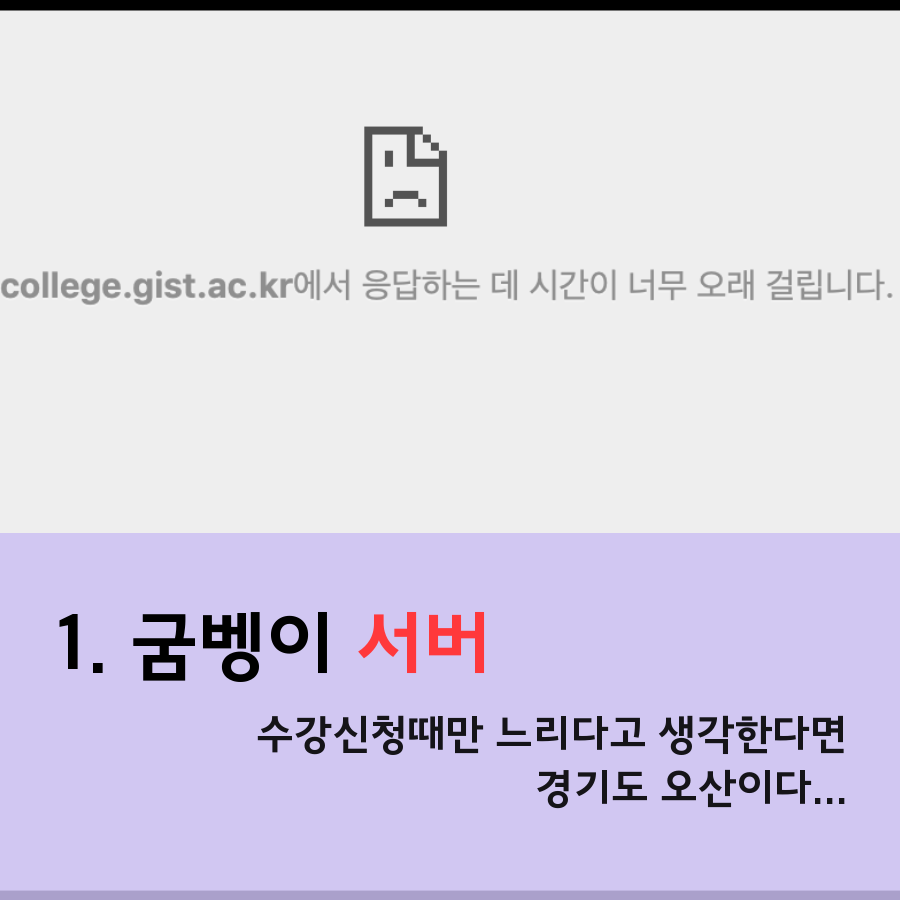 college.gist.ac.kr에서 응답하는 데 시간이 너무 오래 걸립니다.
1. 굼벵이 서버
수강신청때만 느리다고 생각한다면
경기도 오산이다...